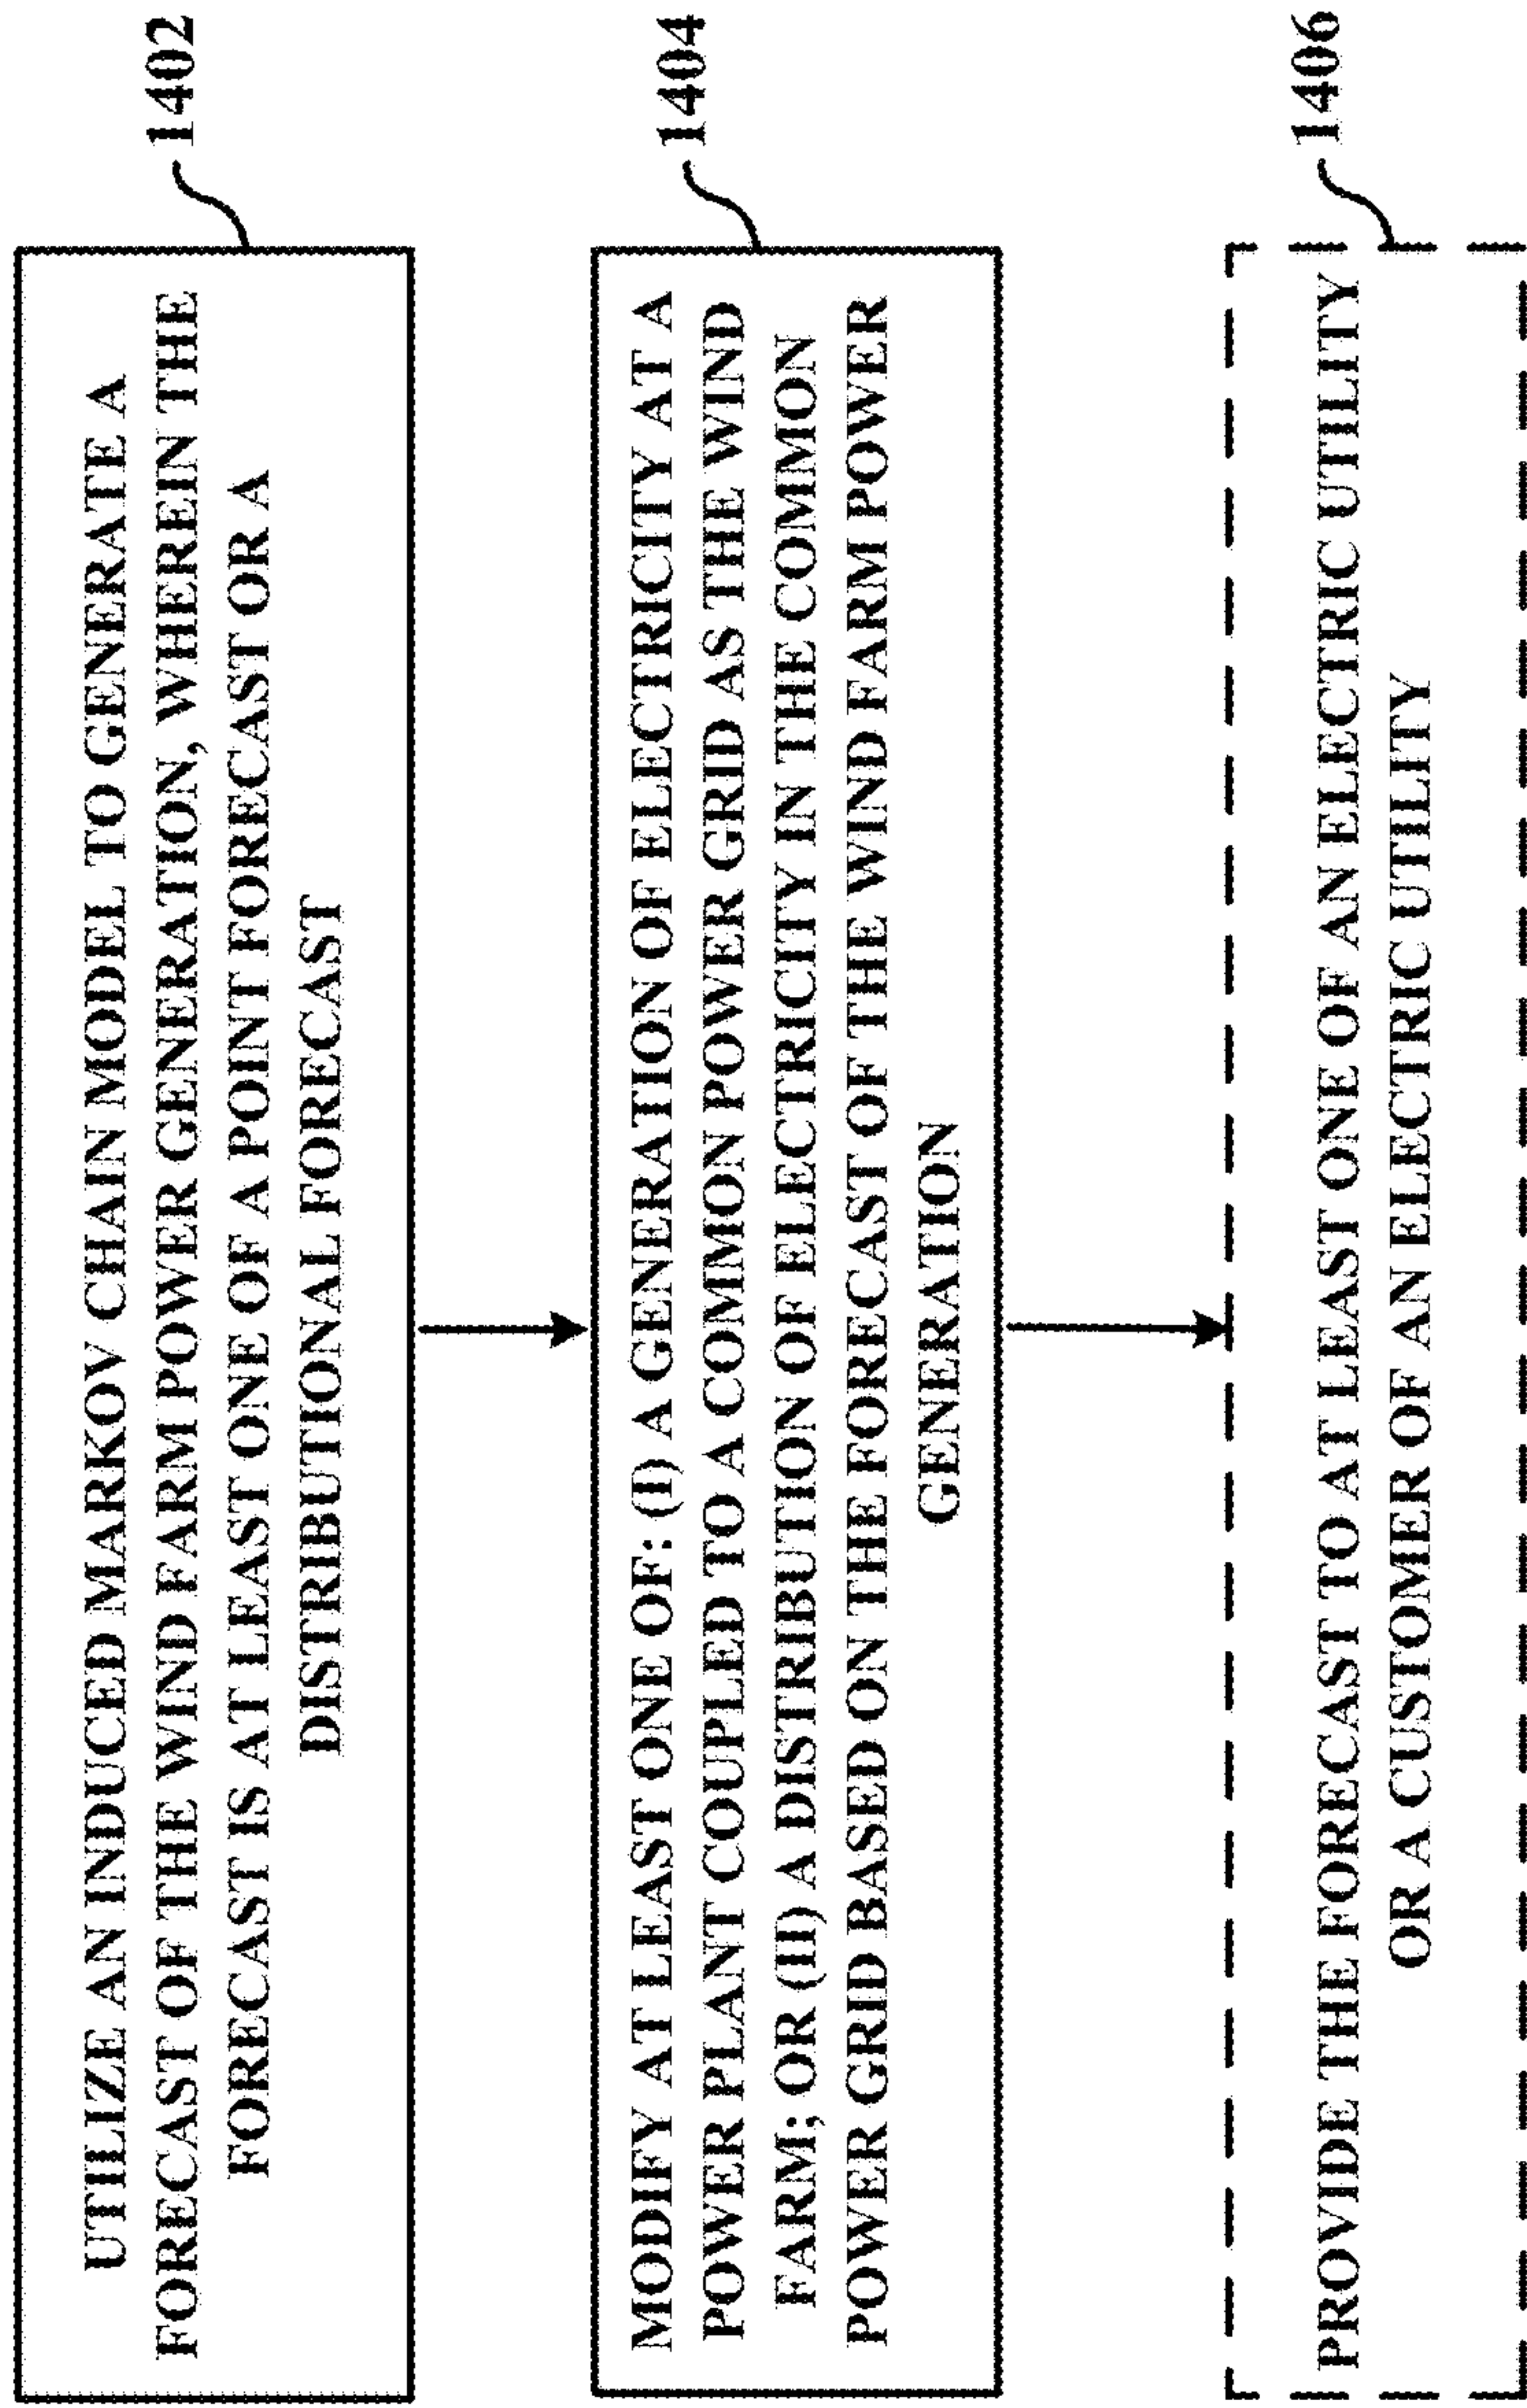 UTILIZE AN INDUCED MARKOV CHAIN MODEL TO GENERATE A
FORECAST OF THE WIND FARM POWER GENERATION, WHEREIN THE
FORECAST IS AT LEAST ONE OF A POINT FORECAST OR A
DISTRIBUTIONAL FORECAST
1402
MODIFY AT LEAST ONE OF: (I) A GENERATION OF ELECTRICITY AT A
POWER PLANT COUPLED TO A COMMON POWER GRID AS THE WIND
FARM; OR (II) A DISTRIBUTION OF ELECTRICITY IN THE COMMON
POWER GRID BASED ON THE FORECAST OF THE WIND FARM POWER
GENERATION
1404
PROVIDE THE FORECAST TO AT LEAST ONE OF AN ELECTRIC UTILITY
OR A CUSTOMER OF AN ELECTRIC UTILITY
1406